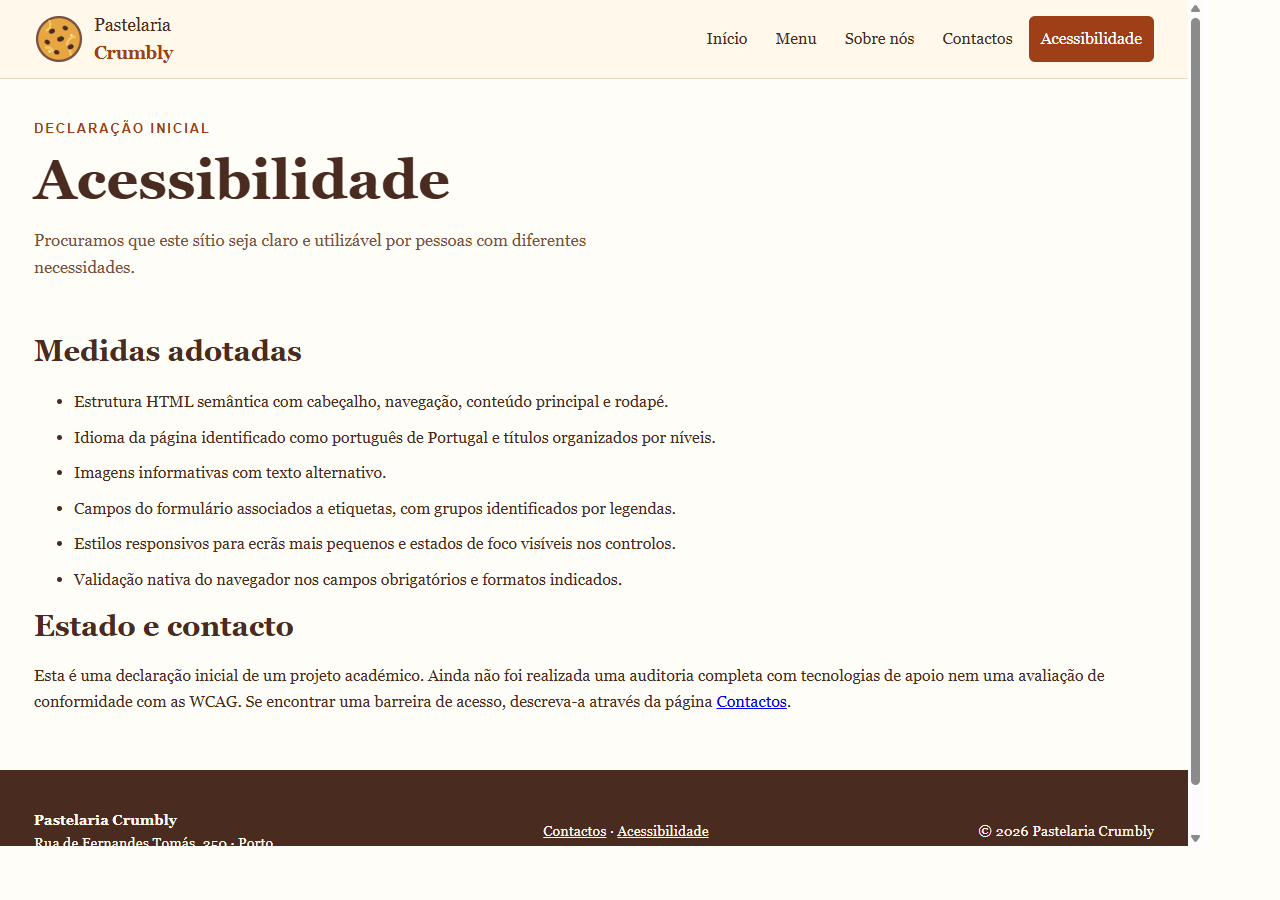 Pastelaria
Crumbly
Início
Menu
Sobre nós
Contactos
Acessibilidade
DECLARAÇÃO INICIAL
Acessibilidade
Procuramos que este sítio seja claro e utilizável por pessoas com diferentes
necessidades.
Medidas adotadas
• Estrutura HTML semântica com cabeçalho, navegação, conteúdo principal e rodapé.
• Idioma da página identificado como português de Portugal e títulos organizados por níveis.
• Imagens informativas com texto alternativo.
• Campos do formulário associados a etiquetas, com grupos identificados por legendas.
• Estilos responsivos para ecrãs mais pequenos e estados de foco visíveis nos controlos.
• Validação nativa do navegador nos campos obrigatórios e formatos indicados.
Estado e contacto
Esta é uma declaração inicial de um projeto académico. Ainda não foi realizada uma auditoria completa com tecnologias de apoio nem uma avaliação de
conformidade com as WCAG. Se encontrar uma barreira de acesso, descreva-a através da página Contactos.
Pastelaria Crumbly
Rua de Fernandes Tomás, 350 · Porto
Contactos · Acessibilidade
© 2026 Pastelaria Crumbly